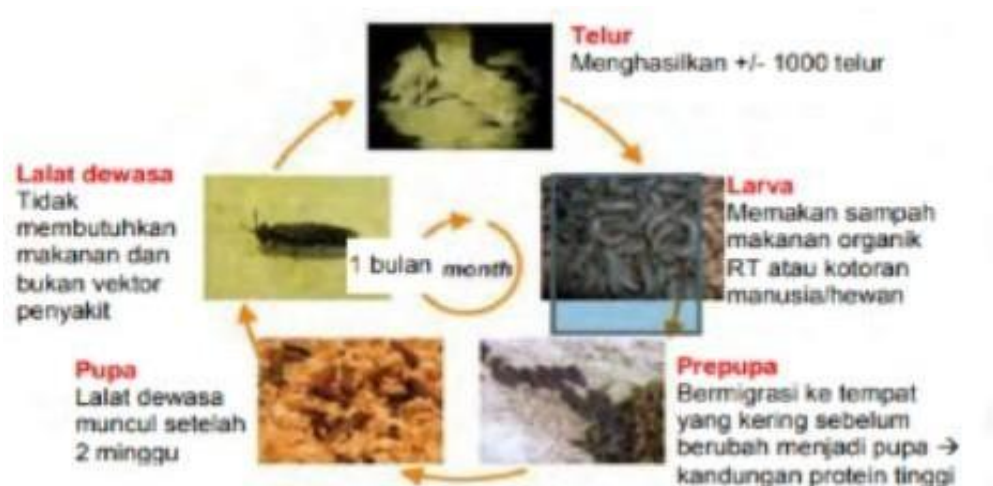 Telur
Menghasilkan +/- 1000 telur
Larva
Memakan sampah
makanan organik
RT atau kotoran
manusia/hewan
Prepupa
Bermigrasi ke tempat
yang kering sebelum
berubah menjadi pupa →
kandungan protein tinggi
Pupa
Lalat dewasa
muncul setelah
2 minggu
Lalat dewasa
Tidak
membutuhkan
makanan dan
bukan vektor
penyakit
1 bulan month